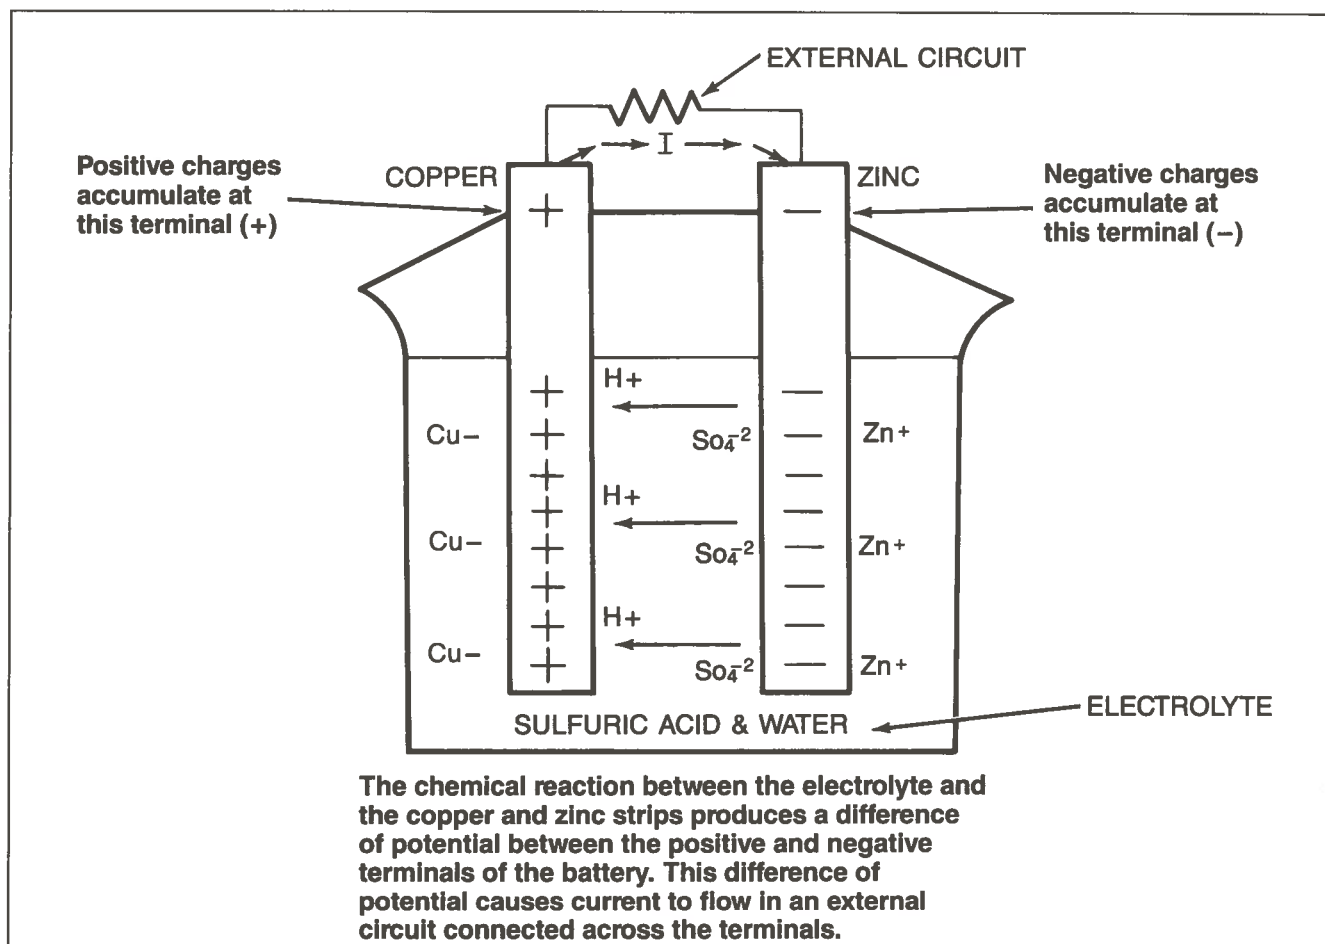 EXTERNAL CIRCUIT
I
Positive charges
accumulate at
this terminal (+)
COPPER
ZINC
Negative charges
accumulate at
this terminal (−)
+
−
H+
Cu−
So₄⁻²
Zn+
H+
Cu−
So₄⁻²
Zn+
H+
Cu−
So₄⁻²
Zn+
SULFURIC ACID & WATER
ELECTROLYTE
The chemical reaction between the electrolyte and
the copper and zinc strips produces a difference
of potential between the positive and negative
terminals of the battery. This difference of
potential causes current to flow in an external
circuit connected across the terminals.